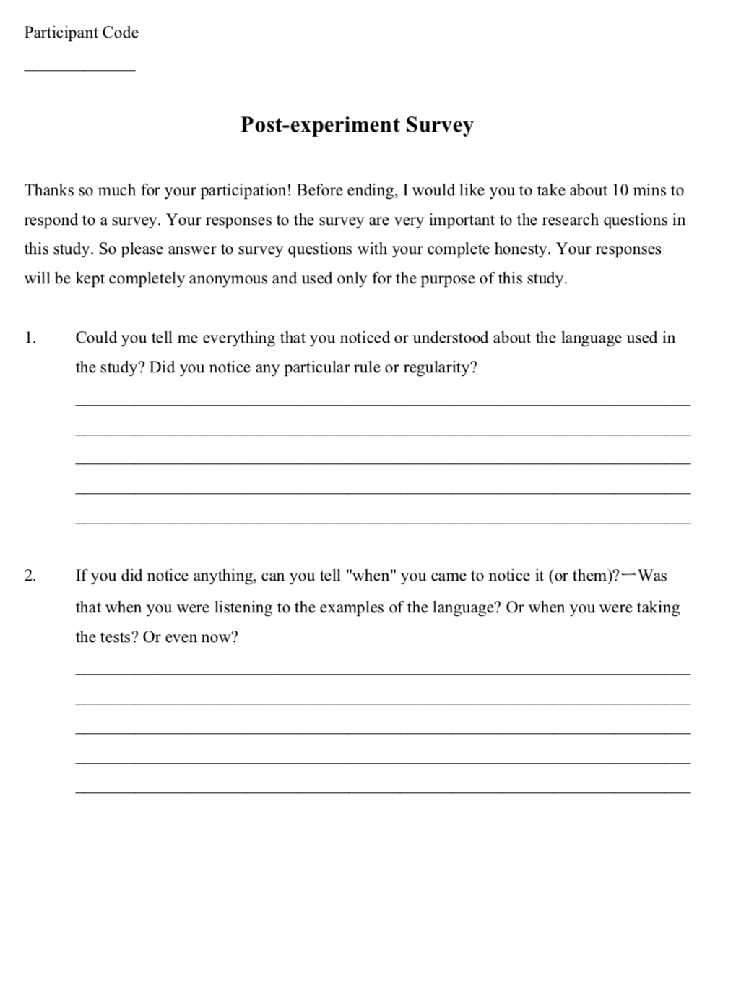 Participant Code
Post-experiment Survey
Thanks so much for your participation! Before ending, I would like you to take about 10 mins to
respond to a survey. Your responses to the survey are very important to the research questions in
this study. So please answer to survey questions with your complete honesty. Your responses
will be kept completely anonymous and used only for the purpose of this study.
1. Could you tell me everything that you noticed or understood about the language used in
the study? Did you notice any particular rule or regularity?
2. If you did notice anything, can you tell "when" you came to notice it (or them)?—Was
that when you were listening to the examples of the language? Or when you were taking
the tests? Or even now?